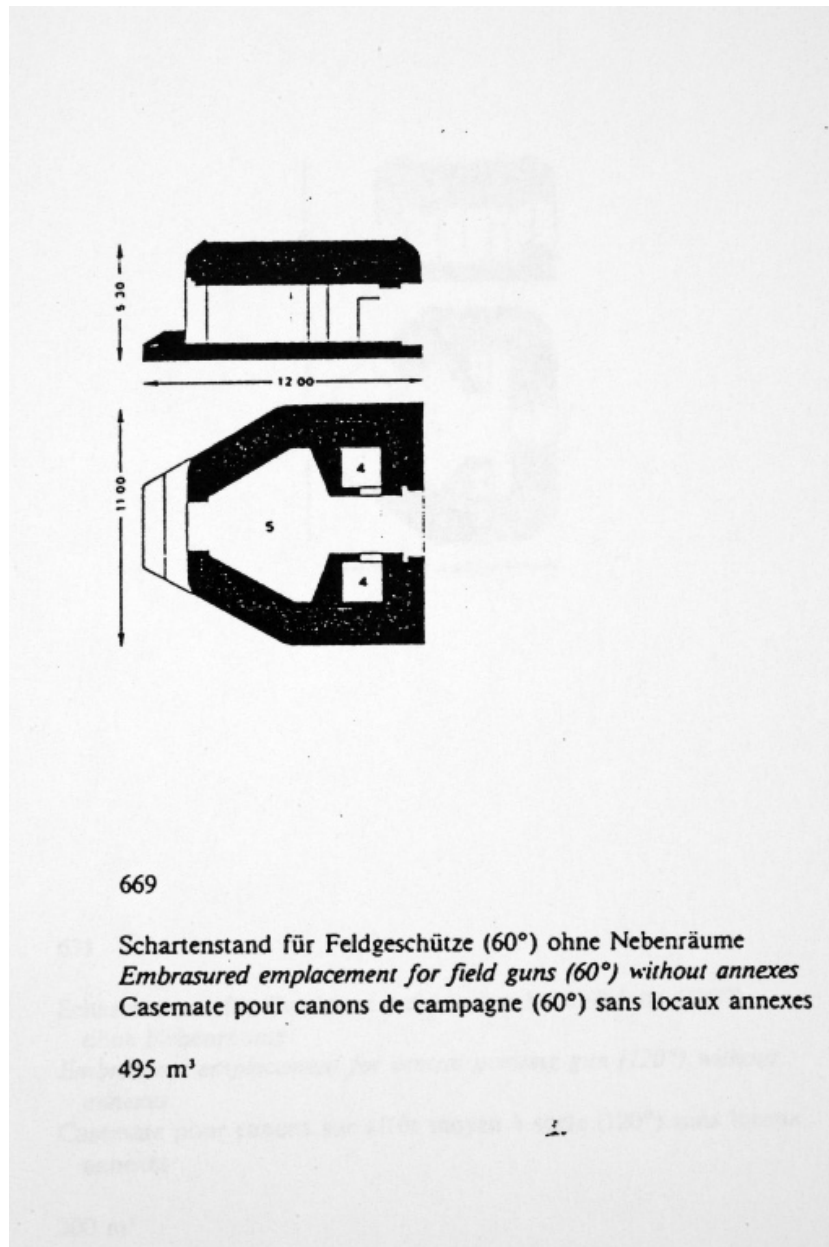 5 30
12 00
11 00
4
5
4
669
Schartenstand für Feldgeschütze (60°) ohne Nebenräume
Embrasured emplacement for field guns (60°) without annexes
Casemate pour canons de campagne (60°) sans locaux annexes
495 m³